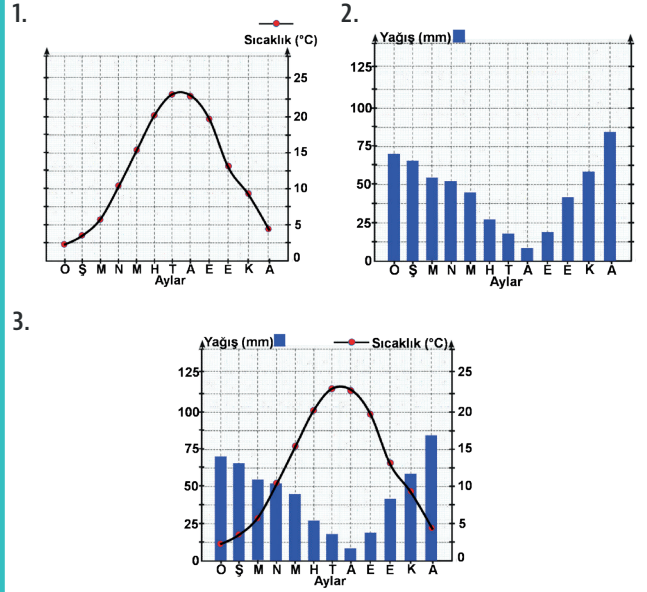 1.
Sıcaklık (°C)
25
20
15
10
5
0
O Ş M N M H T A E E K A
Aylar
2.
Yağış (mm)
125
100
75
50
25
0
O Ş M N M H T A E E K A
Aylar
3.
Yağış (mm) Sıcaklık (°C)
125 25
100 20
75 15
50 10
25 5
0 0
O Ş M N M H T A E E K A
Aylar